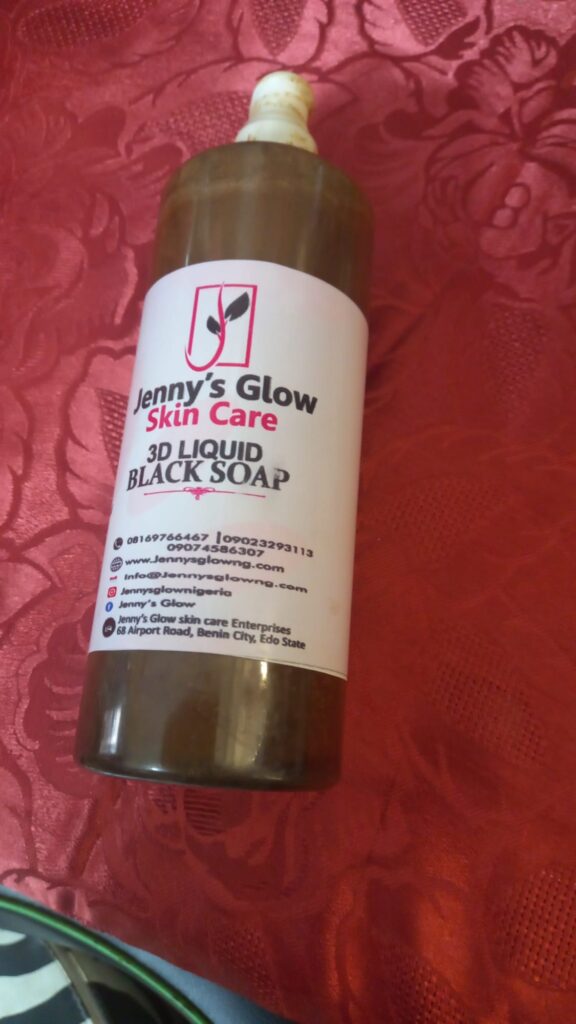 Jenny's Glow
Skin Care
3D LIQUID
BLACK SOAP
08169766467 | 09023293113
09074586307
www.Jennysglowng.com
Info@Jennysglowng.com
Jennysglownigeria
Jenny's Glow
Jenny's Glow skin care Enterprises
68 Airport Road, Benin City, Edo State